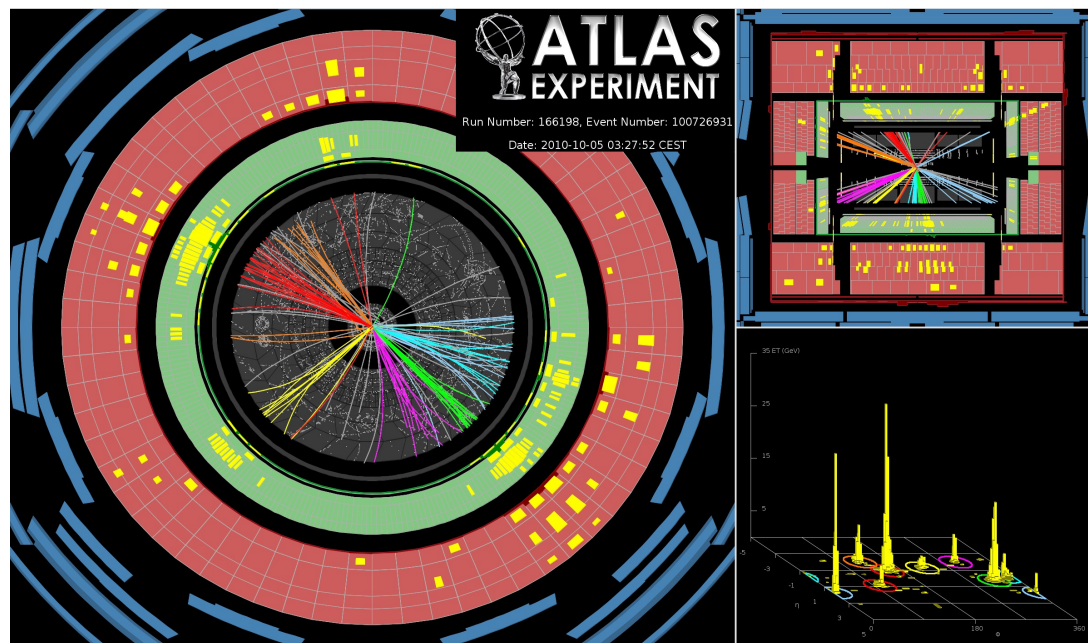 ATLAS
EXPERIMENT
Run Number: 166198, Event Number: 100726931
Date: 2010-10-05 03:27:52 CEST
35 ET (GeV)
25
15
5
-5
-3
-1
η
1
3
5
0
180
360